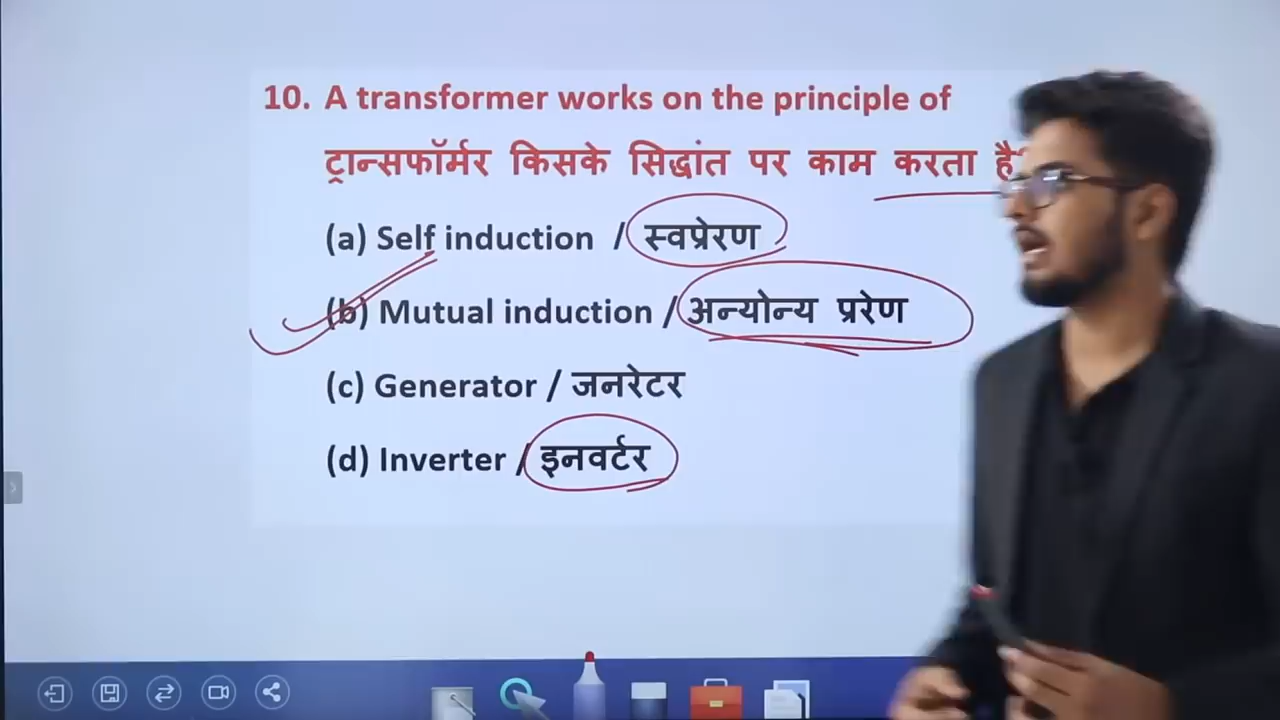 10. A transformer works on the principle of
ट्रान्सफॉर्मर किसके सिद्धांत पर काम करता है
(a) Self induction / स्वप्रेरण
(b) Mutual induction / अन्योन्य प्ररेण
(c) Generator / जनरेटर
(d) Inverter / इनवर्टर